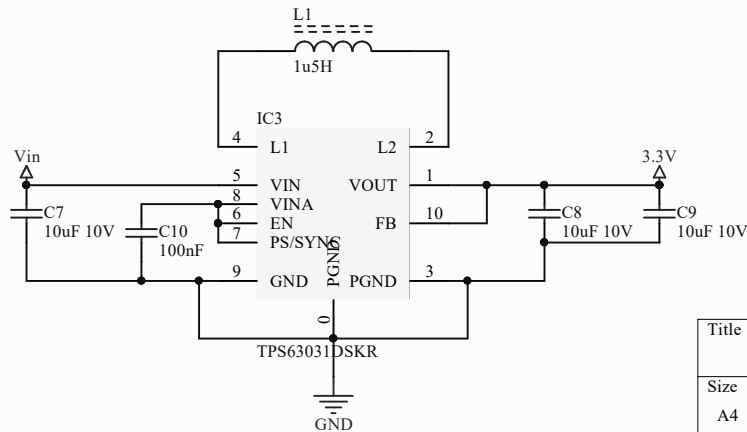 L1
1u5H
IC3
4 L1 L2 2
Vin 3.3V
5 VIN VOUT 1
8 VINA
6 EN FB 10
7 PS/SYNC
C7
10uF 10V
C10
100nF
C8
10uF 10V
C9
10uF 10V
9 GND PGND PGND 3
0
TPS63031DSKR
GND
Title
Size
A4